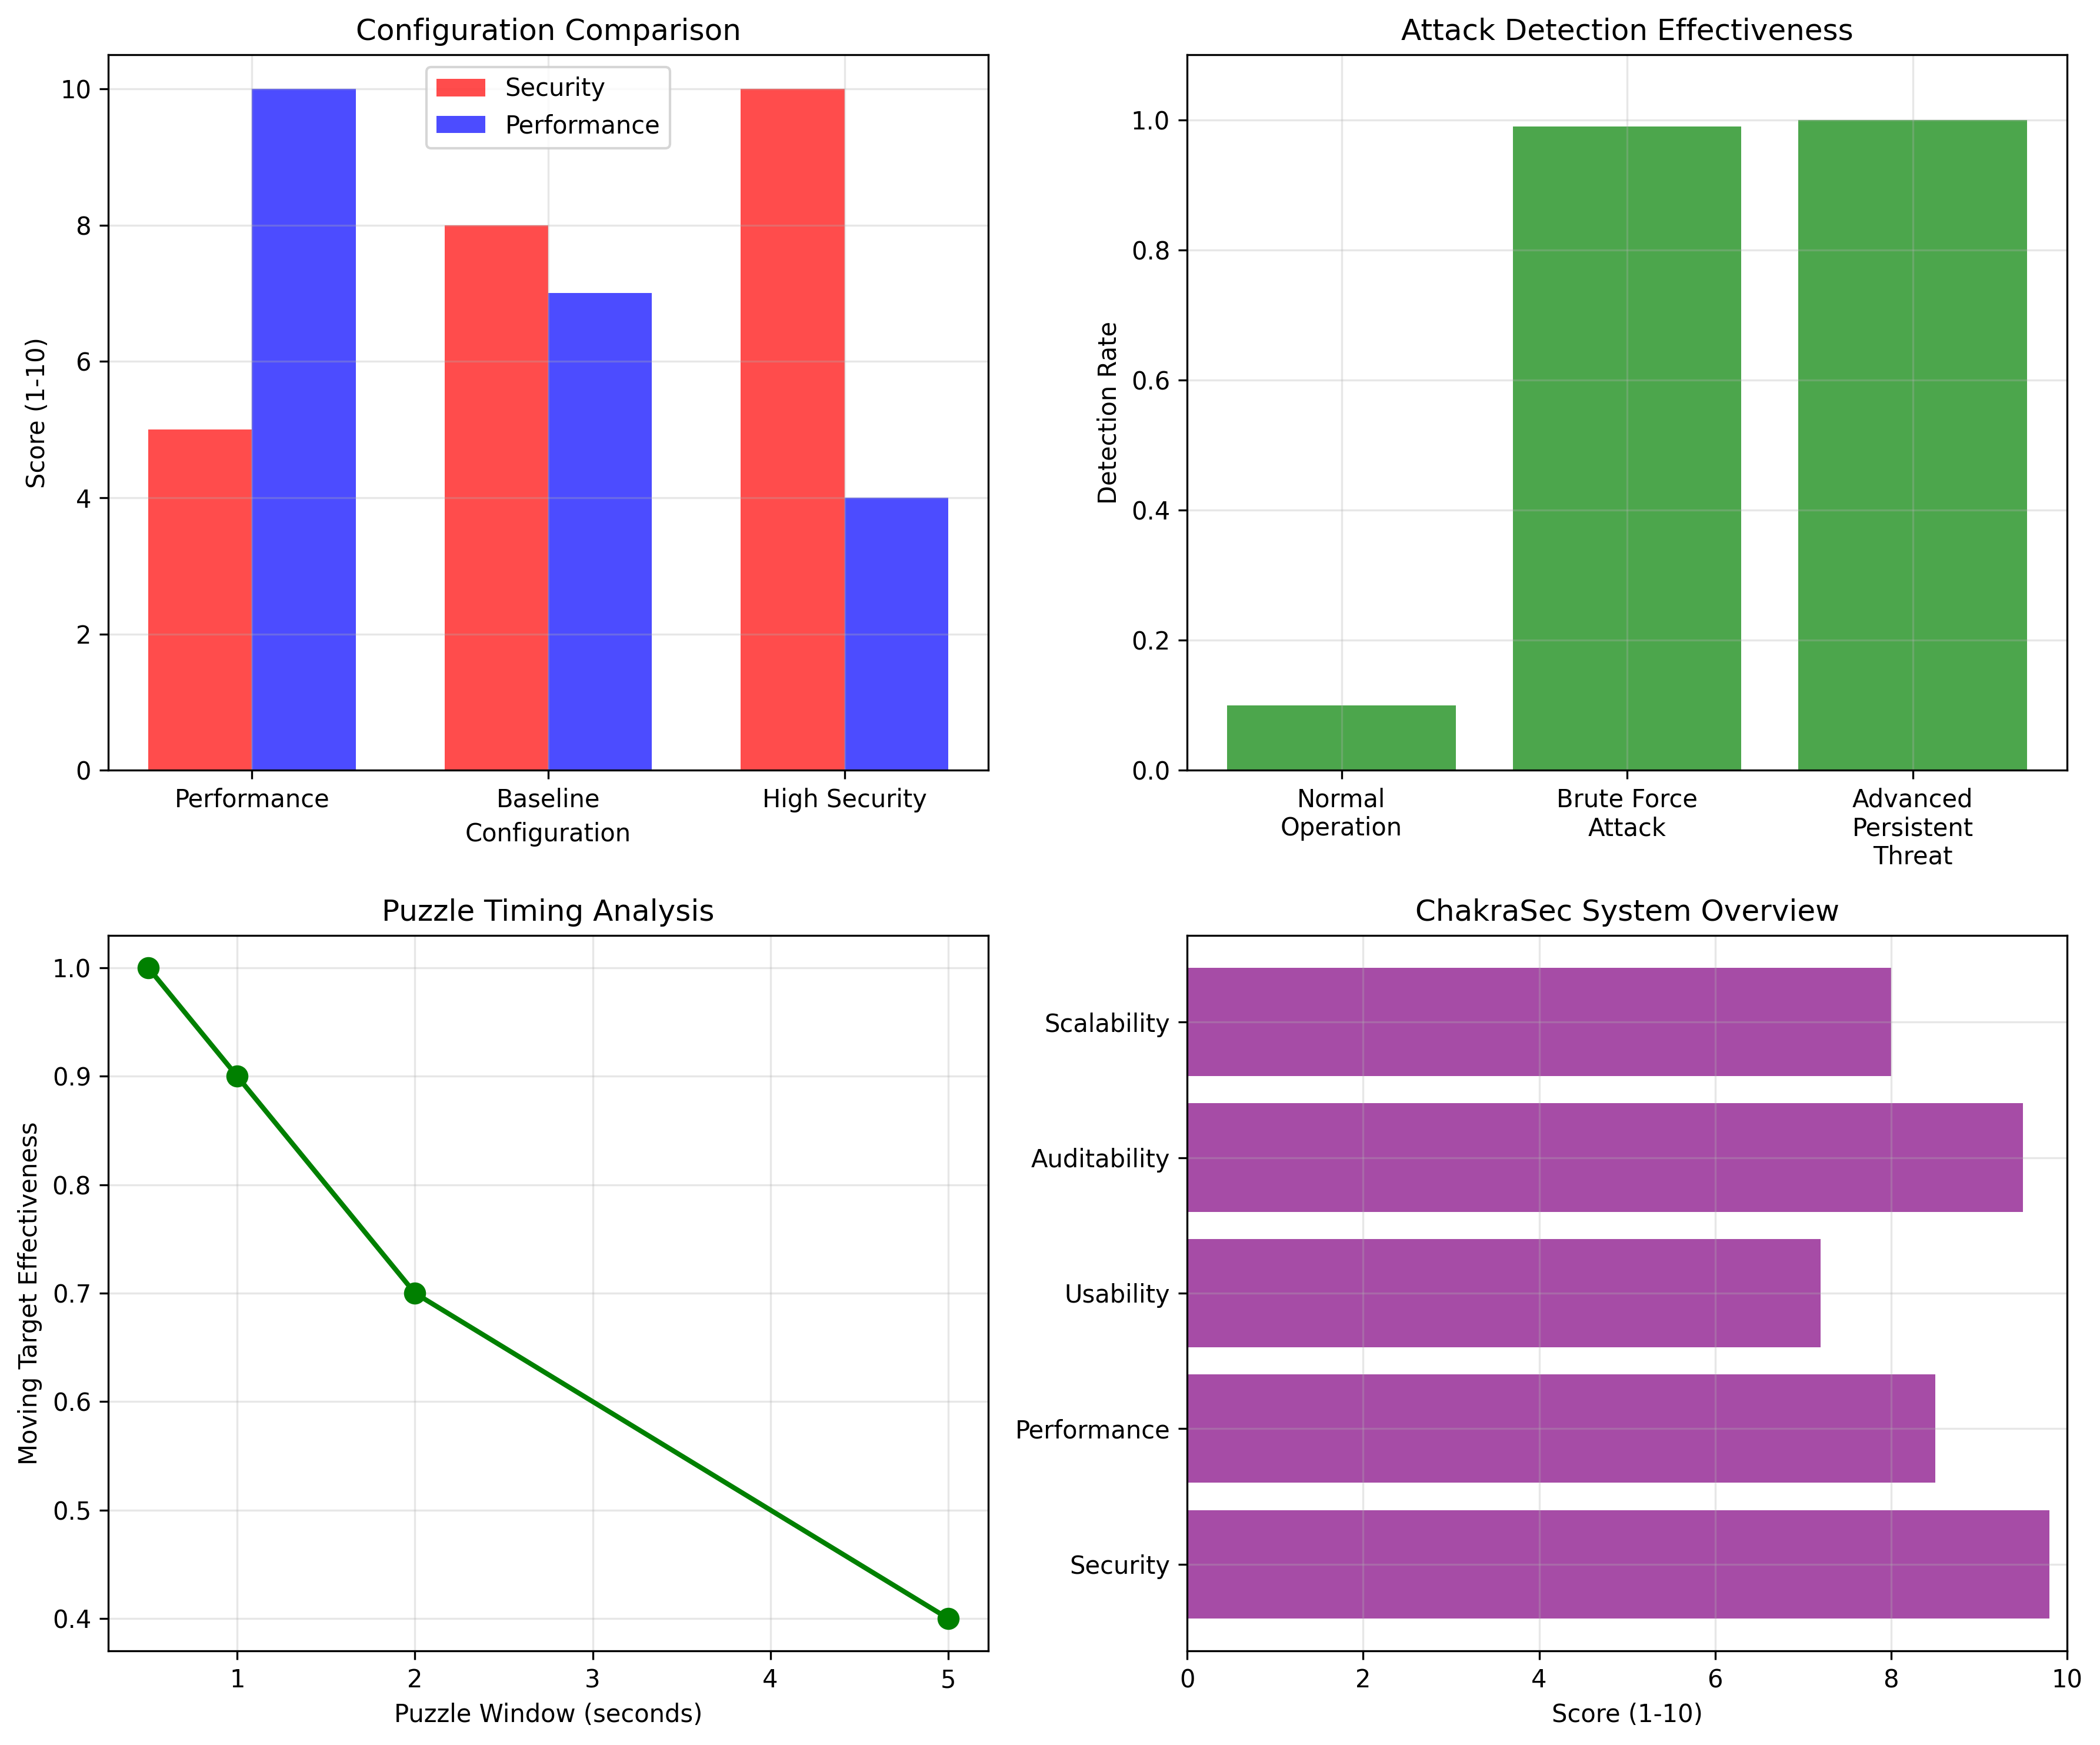 Configuration Comparison
Security
Performance
Score (1-10)
10
8
6
4
2
0
Performance
Baseline
High Security
Configuration
Attack Detection Effectiveness
Detection Rate
1.0
0.8
0.6
0.4
0.2
0.0
Normal
Operation
Brute Force
Attack
Advanced
Persistent
Threat
Puzzle Timing Analysis
Moving Target Effectiveness
1.0
0.9
0.8
0.7
0.6
0.5
0.4
1
2
3
4
5
Puzzle Window (seconds)
ChakraSec System Overview
Scalability
Auditability
Usability
Performance
Security
0
2
4
6
8
10
Score (1-10)